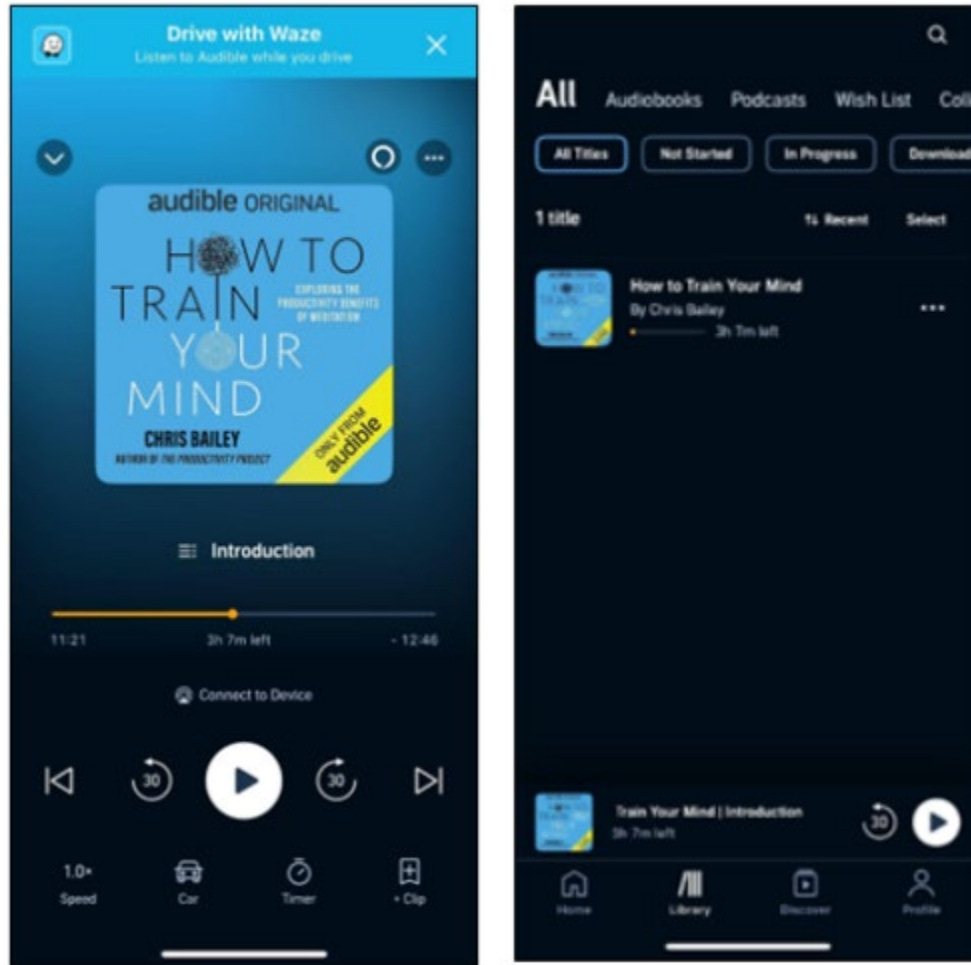 Drive with Waze
Listen to Audible while you drive
audible ORIGINAL
HOW TO
TRAIN
EXPLORING THE
PRODUCTIVITY BENEFITS
OF MEDITATION
YOUR
MIND
CHRIS BAILEY
AUTHOR OF THE PRODUCTIVITY PROJECT
ONLY FROM
audible
Introduction
11:21 3h 7m left - 12:46
Connect to Device
30 30
1.0×
Speed Car Timer + Clip
All Audiobooks Podcasts Wish List Coll
All Titles Not Started In Progress Download
1 title Recent Select
How to Train Your Mind
By Chris Bailey
3h 7m left
Train Your Mind | Introduction
3h 7m left
30
Home Library Discover Profile